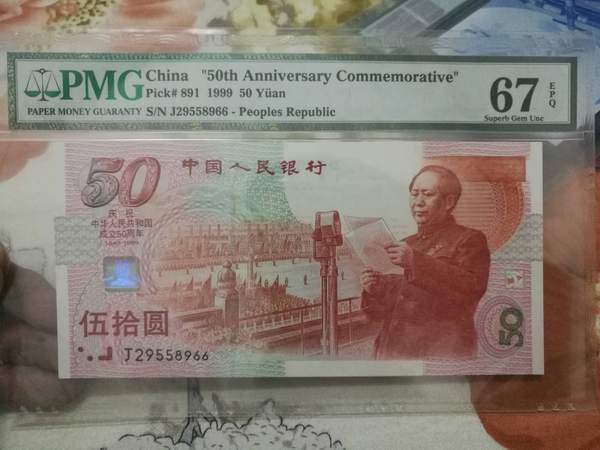 PMG
PAPER MONEY GUARANTY
China "50th Anniversary Commemorative"
Pick# 891 1999 50 Yüan
S/N J29558966 - Peoples Republic
67
EPQ
Superb Gem Unc
50
中国人民银行
庆祝
中华人民共和国
成立50周年
1949-1999
伍拾圆
J29558966
50